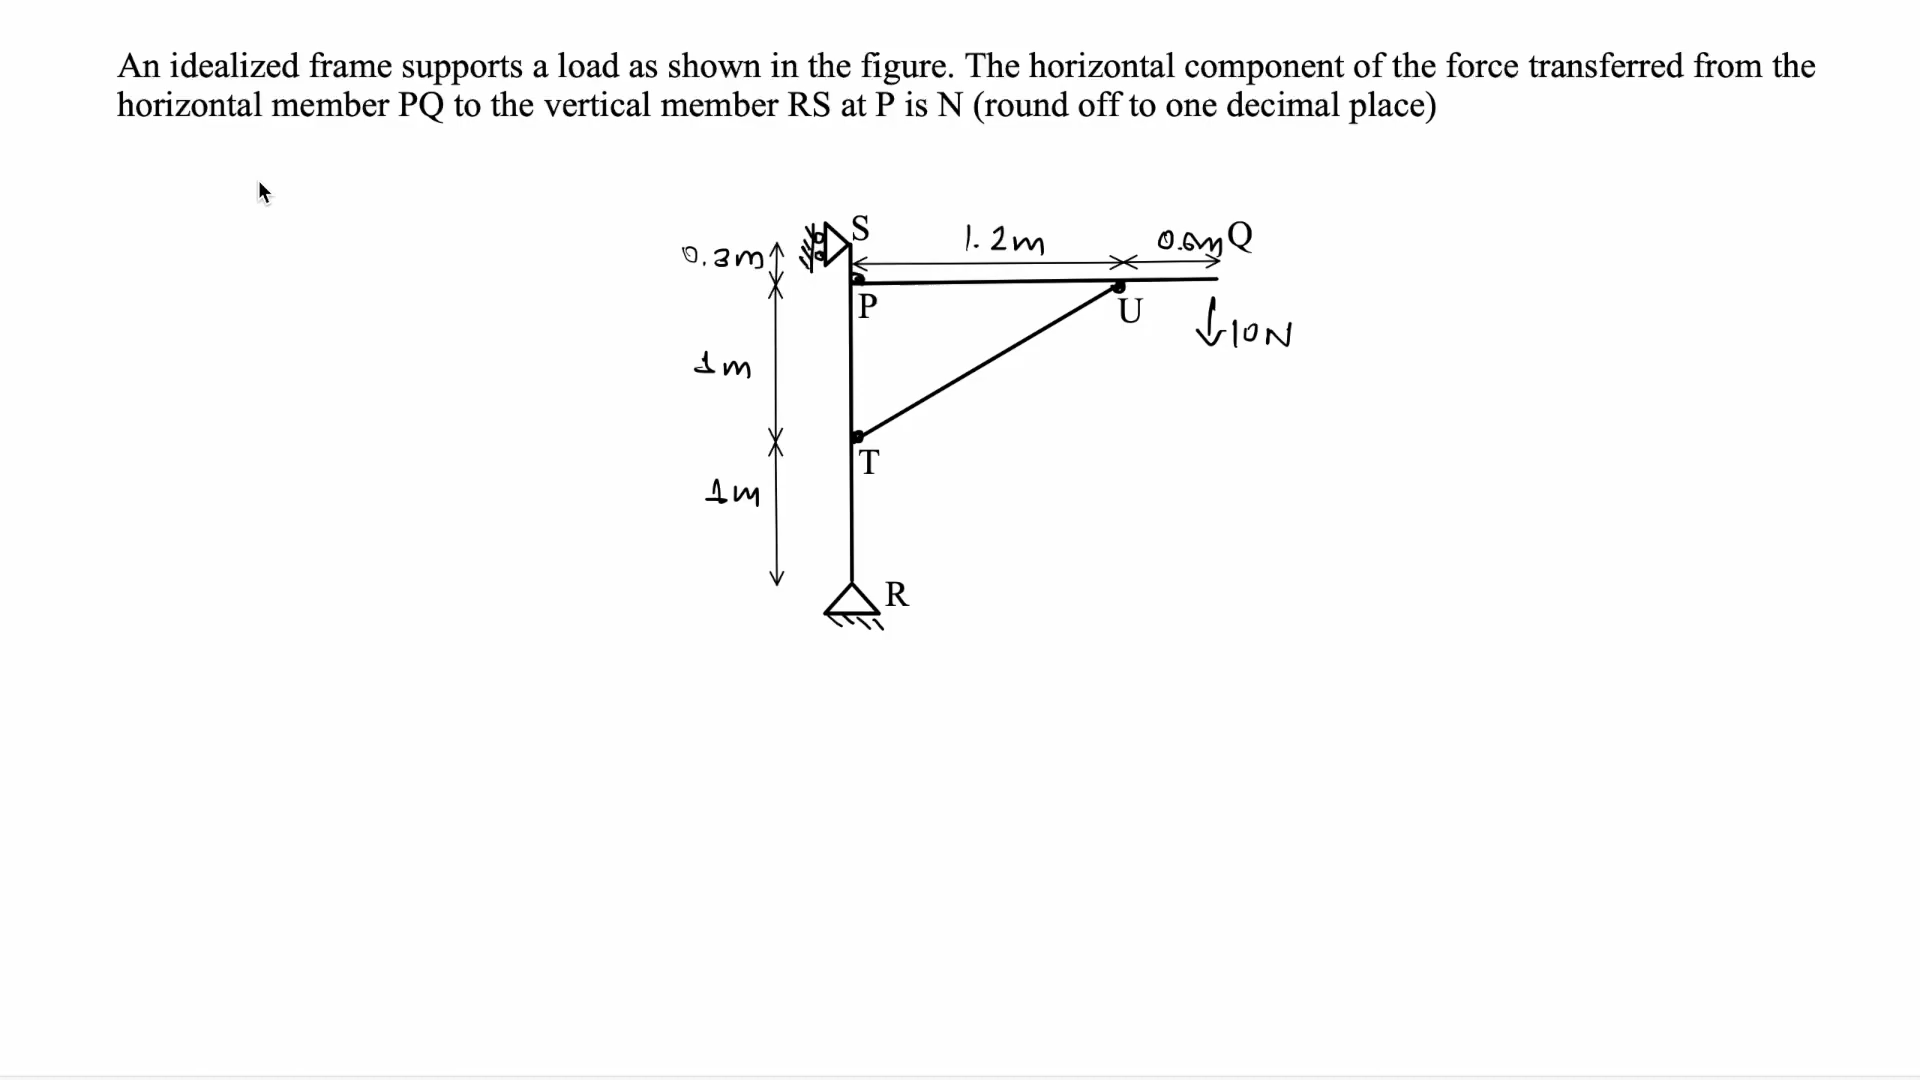 An idealized frame supports a load as shown in the figure. The horizontal component of the force transferred from the
horizontal member PQ to the vertical member RS at P is N (round off to one decimal place)
S
1.2m
0.6m
Q
0.3m
P
U
10N
1m
T
1m
R